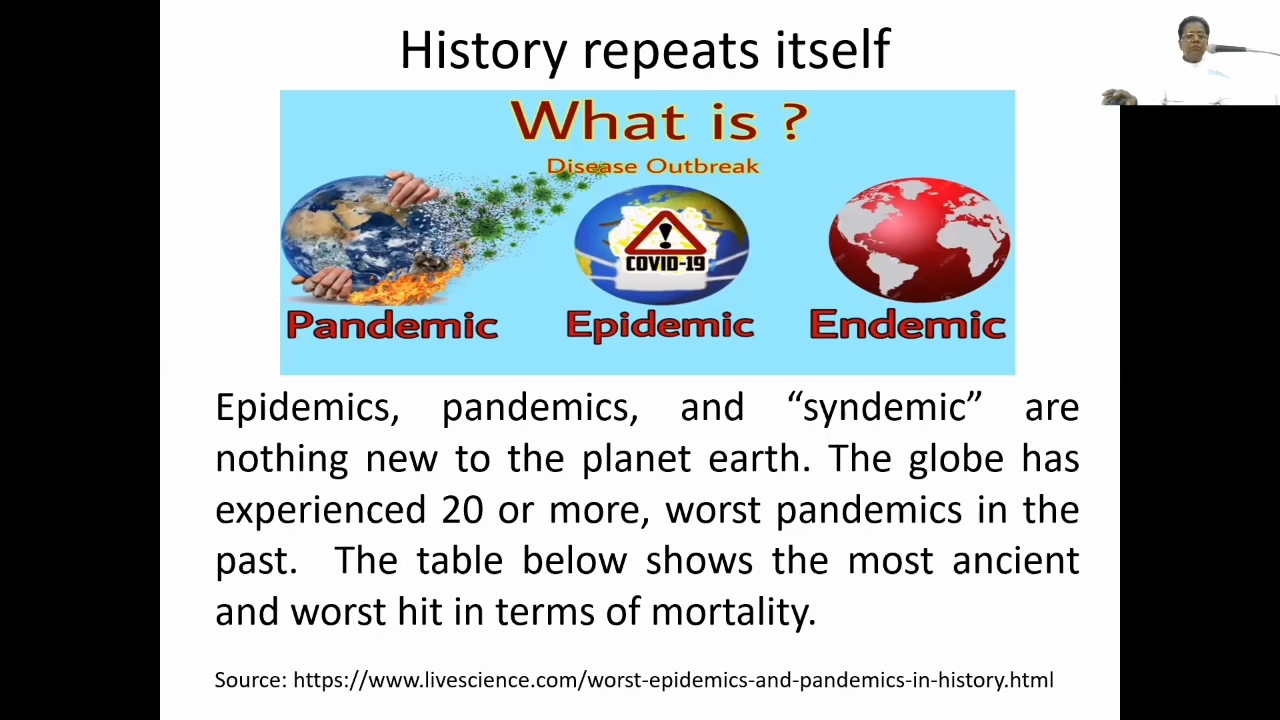 History repeats itself
What is ?
Disease Outbreak
COVID-19
Pandemic
Epidemic
Endemic
Epidemics, pandemics, and “syndemic” are
nothing new to the planet earth. The globe has
experienced 20 or more, worst pandemics in the
past. The table below shows the most ancient
and worst hit in terms of mortality.
Source: https://www.livescience.com/worst-epidemics-and-pandemics-in-history.html